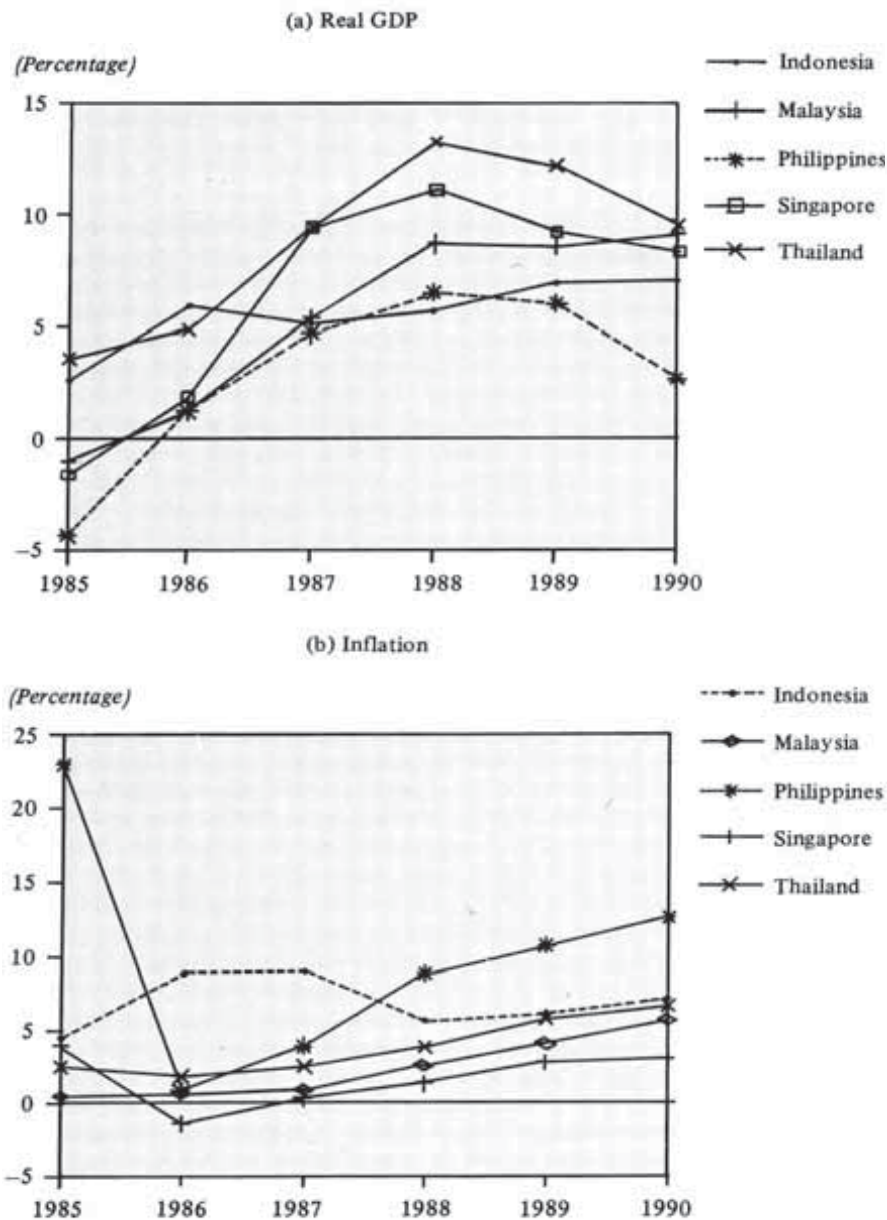 (a) Real GDP
(Percentage)
Indonesia
Malaysia
Philippines
Singapore
Thailand
15
10
5
0
−5
1985 1986 1987 1988 1989 1990
(b) Inflation
(Percentage)
Indonesia
Malaysia
Philippines
Singapore
Thailand
25
20
15
10
5
0
−5
1985 1986 1987 1988 1989 1990